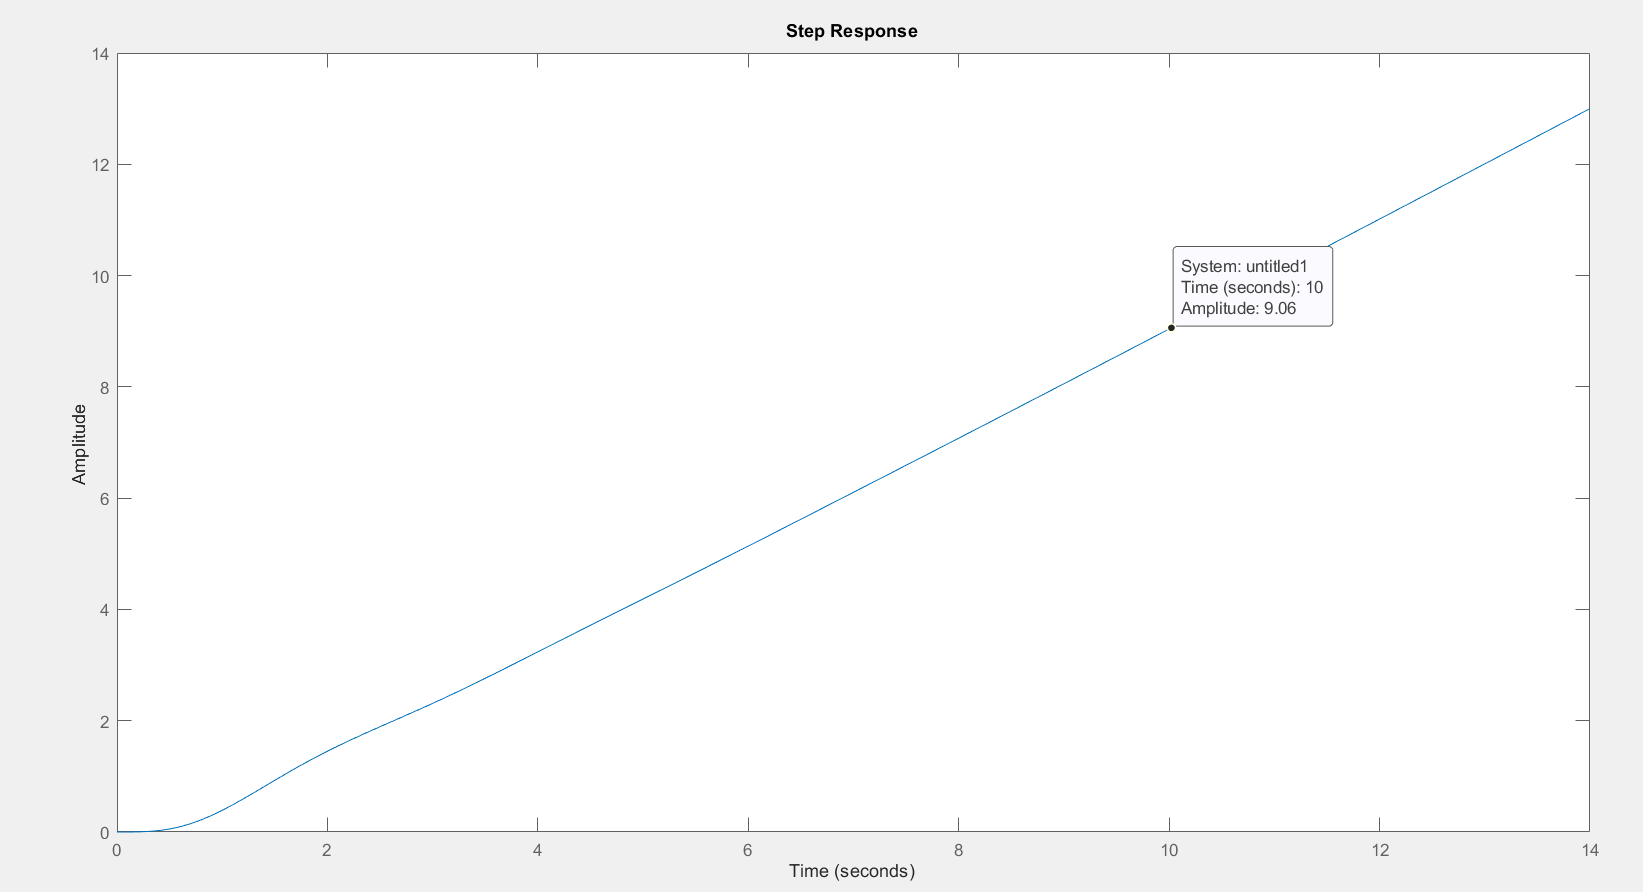 Step Response
14
12
10
8
6
4
2
0
Amplitude
System: untitled1
Time (seconds): 10
Amplitude: 9.06
0 2 4 6 8 10 12 14
Time (seconds)